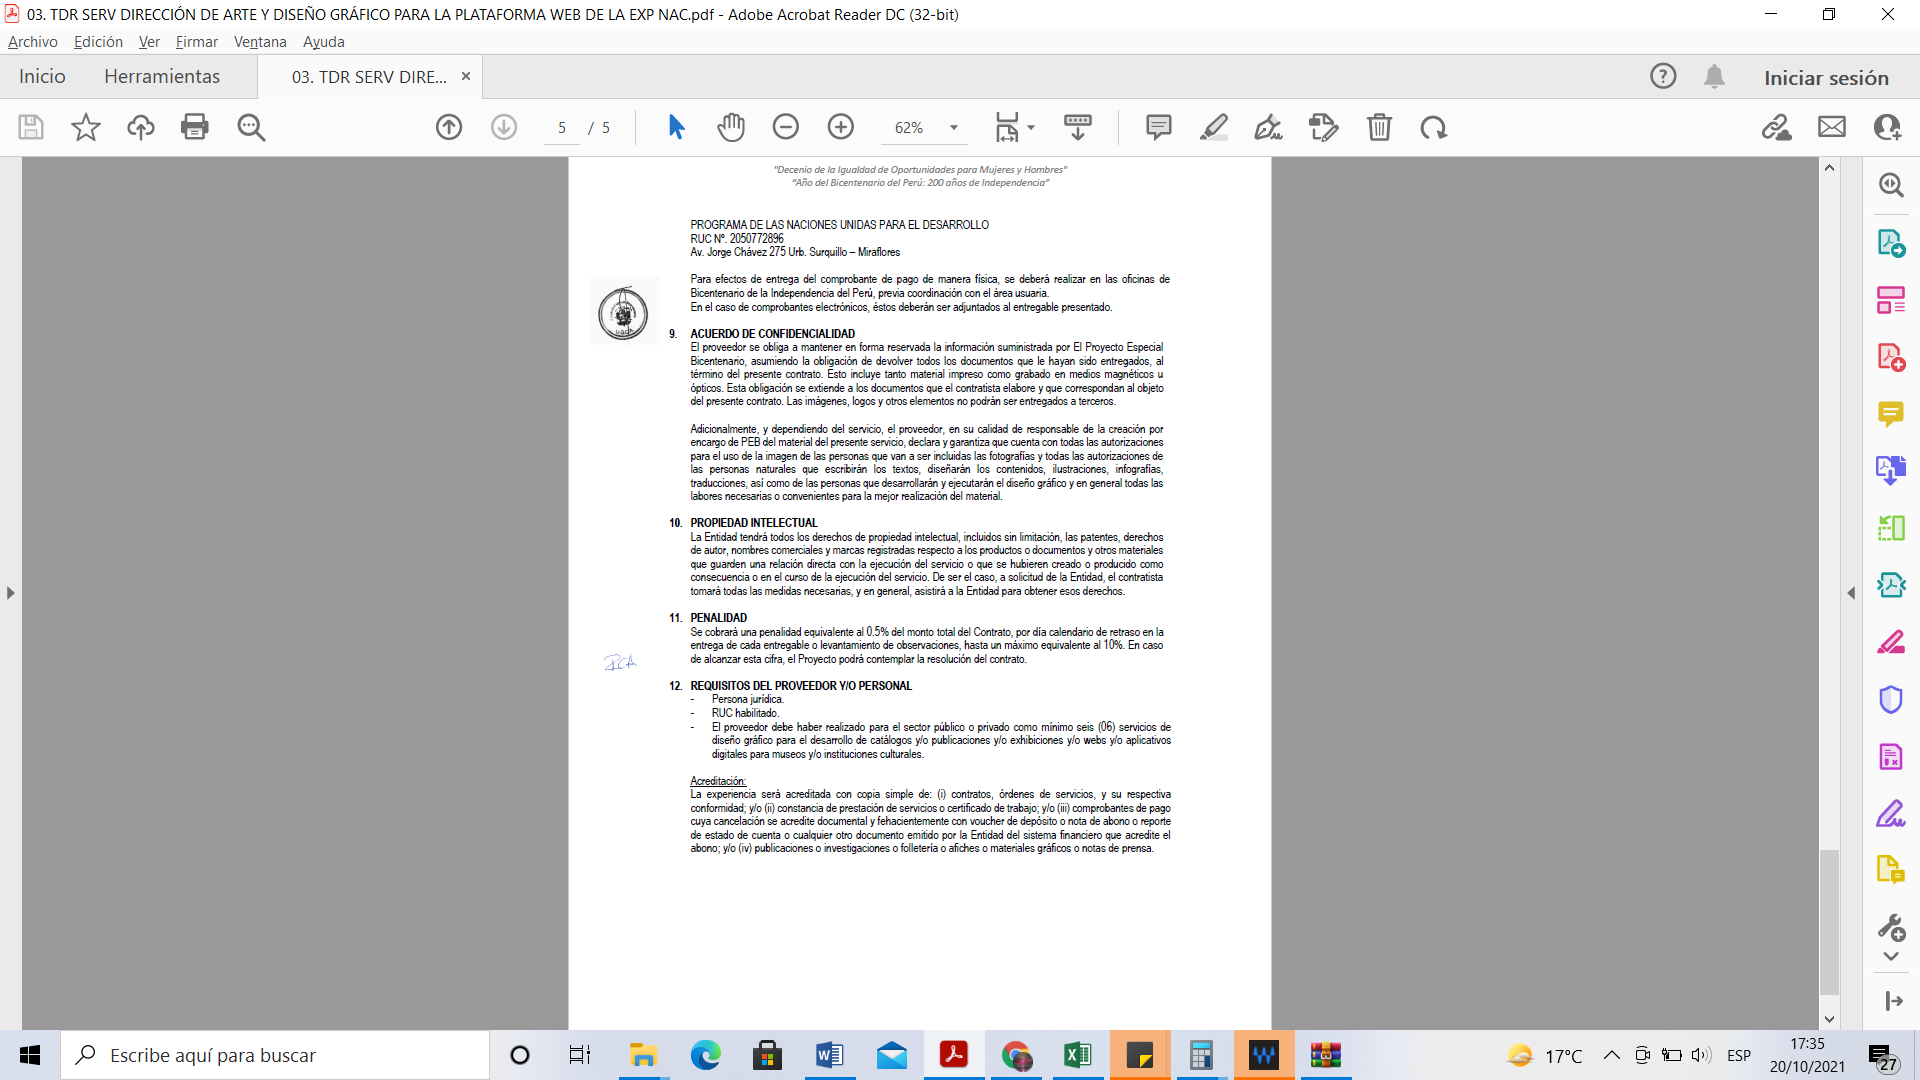 03. TDR SERV DIRECCIÓN DE ARTE Y DISEÑO GRÁFICO PARA LA PLATAFORMA WEB DE LA EXP NAC.pdf - Adobe Acrobat Reader DC (32-bit)
Archivo Edición Ver Firmar Ventana Ayuda
Inicio Herramientas 03. TDR SERV DIRE... Iniciar sesión
5 / 5 62%
"Decenio de la Igualdad de Oportunidades para Mujeres y Hombres"
"Año del Bicentenario del Perú: 200 años de Independencia"
PROGRAMA DE LAS NACIONES UNIDAS PARA EL DESARROLLO
RUC Nº. 2050772896
Av. Jorge Chávez 275 Urb. Surquillo – Miraflores
Para efectos de entrega del comprobante de pago de manera física, se deberá realizar en las oficinas de
Bicentenario de la Independencia del Perú, previa coordinación con el área usuaria.
En el caso de comprobantes electrónicos, éstos deberán ser adjuntados al entregable presentado.
9. ACUERDO DE CONFIDENCIALIDAD
El proveedor se obliga a mantener en forma reservada la información suministrada por El Proyecto Especial
Bicentenario, asumiendo la obligación de devolver todos los documentos que le hayan sido entregados, al
término del presente contrato. Esto incluye tanto material impreso como grabado en medios magnéticos u
ópticos. Esta obligación se extiende a los documentos que el contratista elabore y que correspondan al objeto
del presente contrato. Las imágenes, logos y otros elementos no podrán ser entregados a terceros.
Adicionalmente, y dependiendo del servicio, el proveedor, en su calidad de responsable de la creación por
encargo de PEB del material del presente servicio, declara y garantiza que cuenta con todas las autorizaciones
para el uso de la imagen de las personas que van a ser incluidas las fotografías y todas las autorizaciones de
las personas naturales que escribirán los textos, diseñarán los contenidos, ilustraciones, infografías,
traducciones, así como de las personas que desarrollarán y ejecutarán el diseño gráfico y en general todas las
labores necesarias o convenientes para la mejor realización del material.
10. PROPIEDAD INTELECTUAL
La Entidad tendrá todos los derechos de propiedad intelectual, incluidos sin limitación, las patentes, derechos
de autor, nombres comerciales y marcas registradas respecto a los productos o documentos y otros materiales
que guarden una relación directa con la ejecución del servicio o que se hubieren creado o producido como
consecuencia o en el curso de la ejecución del servicio. De ser el caso, a solicitud de la Entidad, el contratista
tomará todas las medidas necesarias, y en general, asistirá a la Entidad para obtener esos derechos.
11. PENALIDAD
Se cobrará una penalidad equivalente al 0.5% del monto total del Contrato, por día calendario de retraso en la
entrega de cada entregable o levantamiento de observaciones, hasta un máximo equivalente al 10%. En caso
de alcanzar esta cifra, el Proyecto podrá contemplar la resolución del contrato.
12. REQUISITOS DEL PROVEEDOR Y/O PERSONAL
- Persona jurídica.
- RUC habilitado.
- El proveedor debe haber realizado para el sector público o privado como mínimo seis (06) servicios de
diseño gráfico para el desarrollo de catálogos y/o publicaciones y/o exhibiciones y/o webs y/o aplicativos
digitales para museos y/o instituciones culturales.
Acreditación:
La experiencia será acreditada con copia simple de: (i) contratos, órdenes de servicios, y su respectiva
conformidad; y/o (ii) constancia de prestación de servicios o certificado de trabajo; y/o (iii) comprobantes de pago
cuya cancelación se acredite documental y fehacientemente con voucher de depósito o nota de abono o reporte
de estado de cuenta o cualquier otro documento emitido por la Entidad del sistema financiero que acredite el
abono; y/o (iv) publicaciones o investigaciones o folletería o afiches o materiales gráficos o notas de prensa.
Escribe aquí para buscar
17°C ESP
17:35
20/10/2021
27